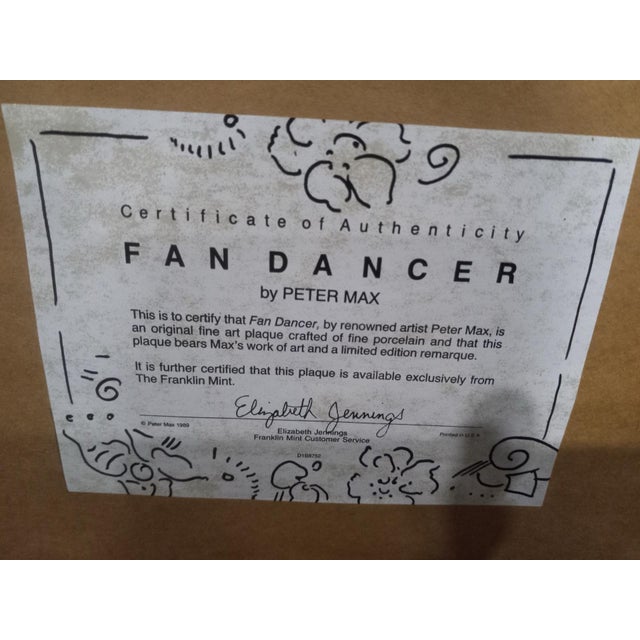 Certificate of Authenticity
FAN DANCER
by PETER MAX
This is to certify that Fan Dancer, by renowned artist Peter Max, is
an original fine art plaque crafted of fine porcelain and that this
plaque bears Max's work of art and a limited edition remarque.
It is further certified that this plaque is available exclusively from
The Franklin Mint.
Elizabeth Jennings
© Peter Max 1989
Elizabeth Jennings
Printed in U.S.A.
Franklin Mint Customer Service